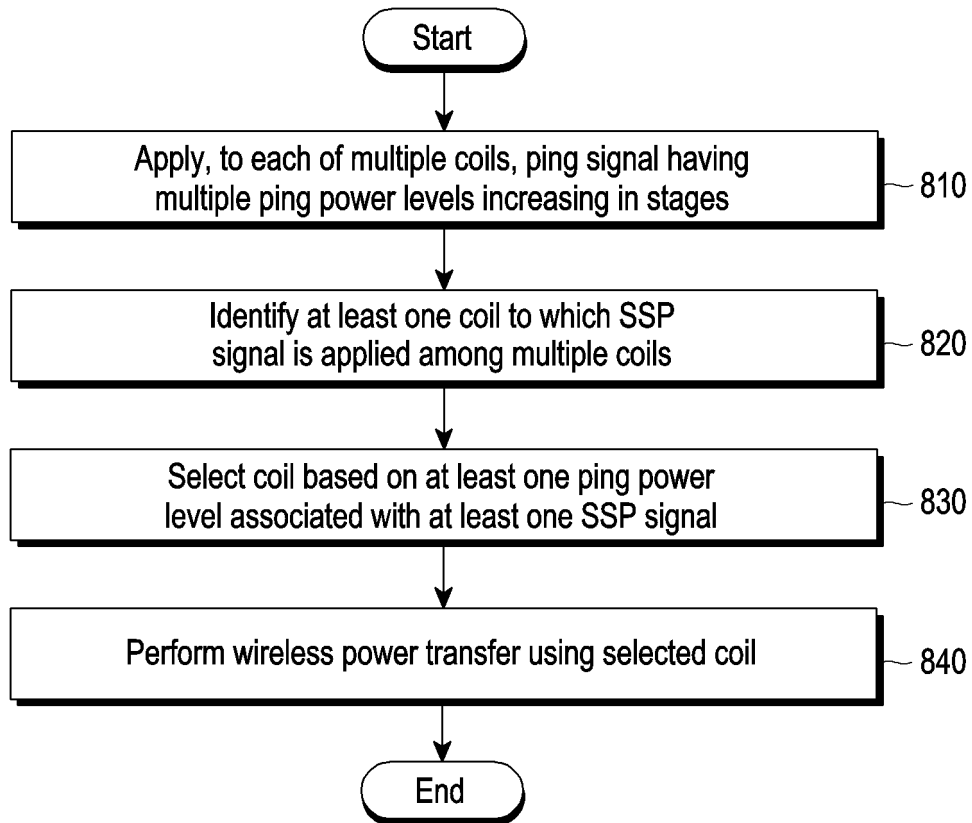 Start
Apply, to each of multiple coils, ping signal having
multiple ping power levels increasing in stages
810
Identify at least one coil to which SSP
signal is applied among multiple coils
820
Select coil based on at least one ping power
level associated with at least one SSP signal
830
Perform wireless power transfer using selected coil
840
End